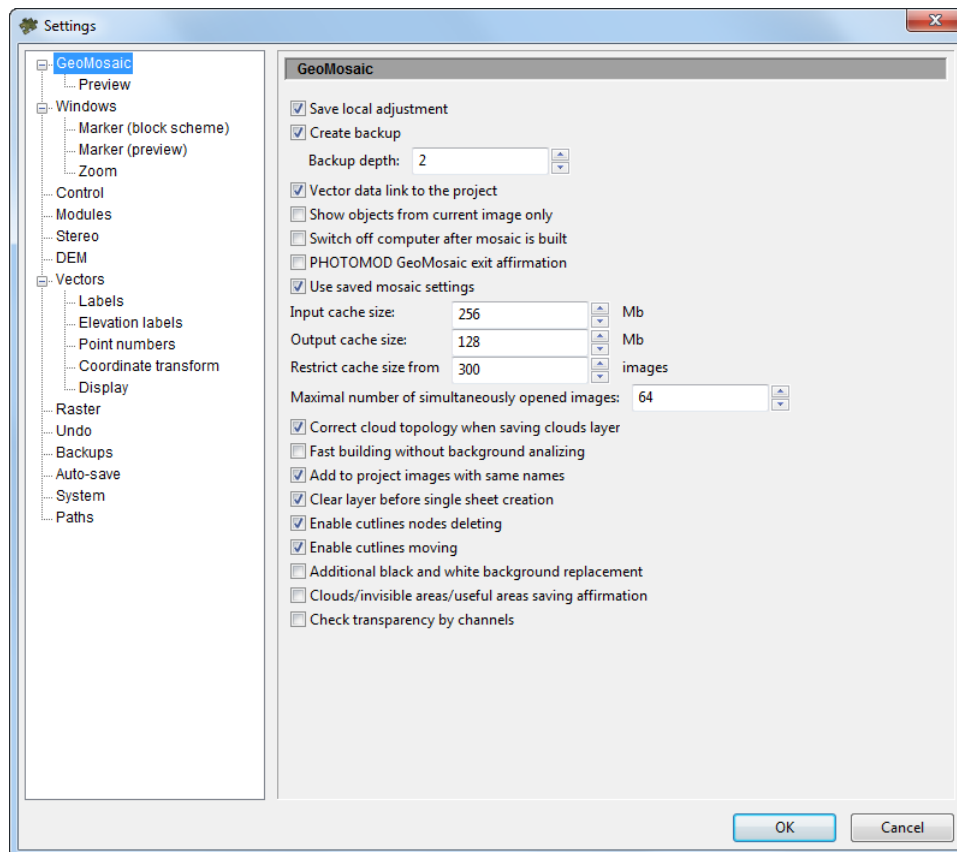 Settings
GeoMosaic
Preview
Windows
Marker (block scheme)
Marker (preview)
Zoom
Control
Modules
Stereo
DEM
Vectors
Labels
Elevation labels
Point numbers
Coordinate transform
Display
Raster
Undo
Backups
Auto-save
System
Paths
GeoMosaic
Save local adjustment
Create backup
Backup depth: 2
Vector data link to the project
Show objects from current image only
Switch off computer after mosaic is built
PHOTOMOD GeoMosaic exit affirmation
Use saved mosaic settings
Input cache size: 256 Mb
Output cache size: 128 Mb
Restrict cache size from 300 images
Maximal number of simultaneously opened images: 64
Correct cloud topology when saving clouds layer
Fast building without background analizing
Add to project images with same names
Clear layer before single sheet creation
Enable cutlines nodes deleting
Enable cutlines moving
Additional black and white background replacement
Clouds/invisible areas/useful areas saving affirmation
Check transparency by channels
OK Cancel